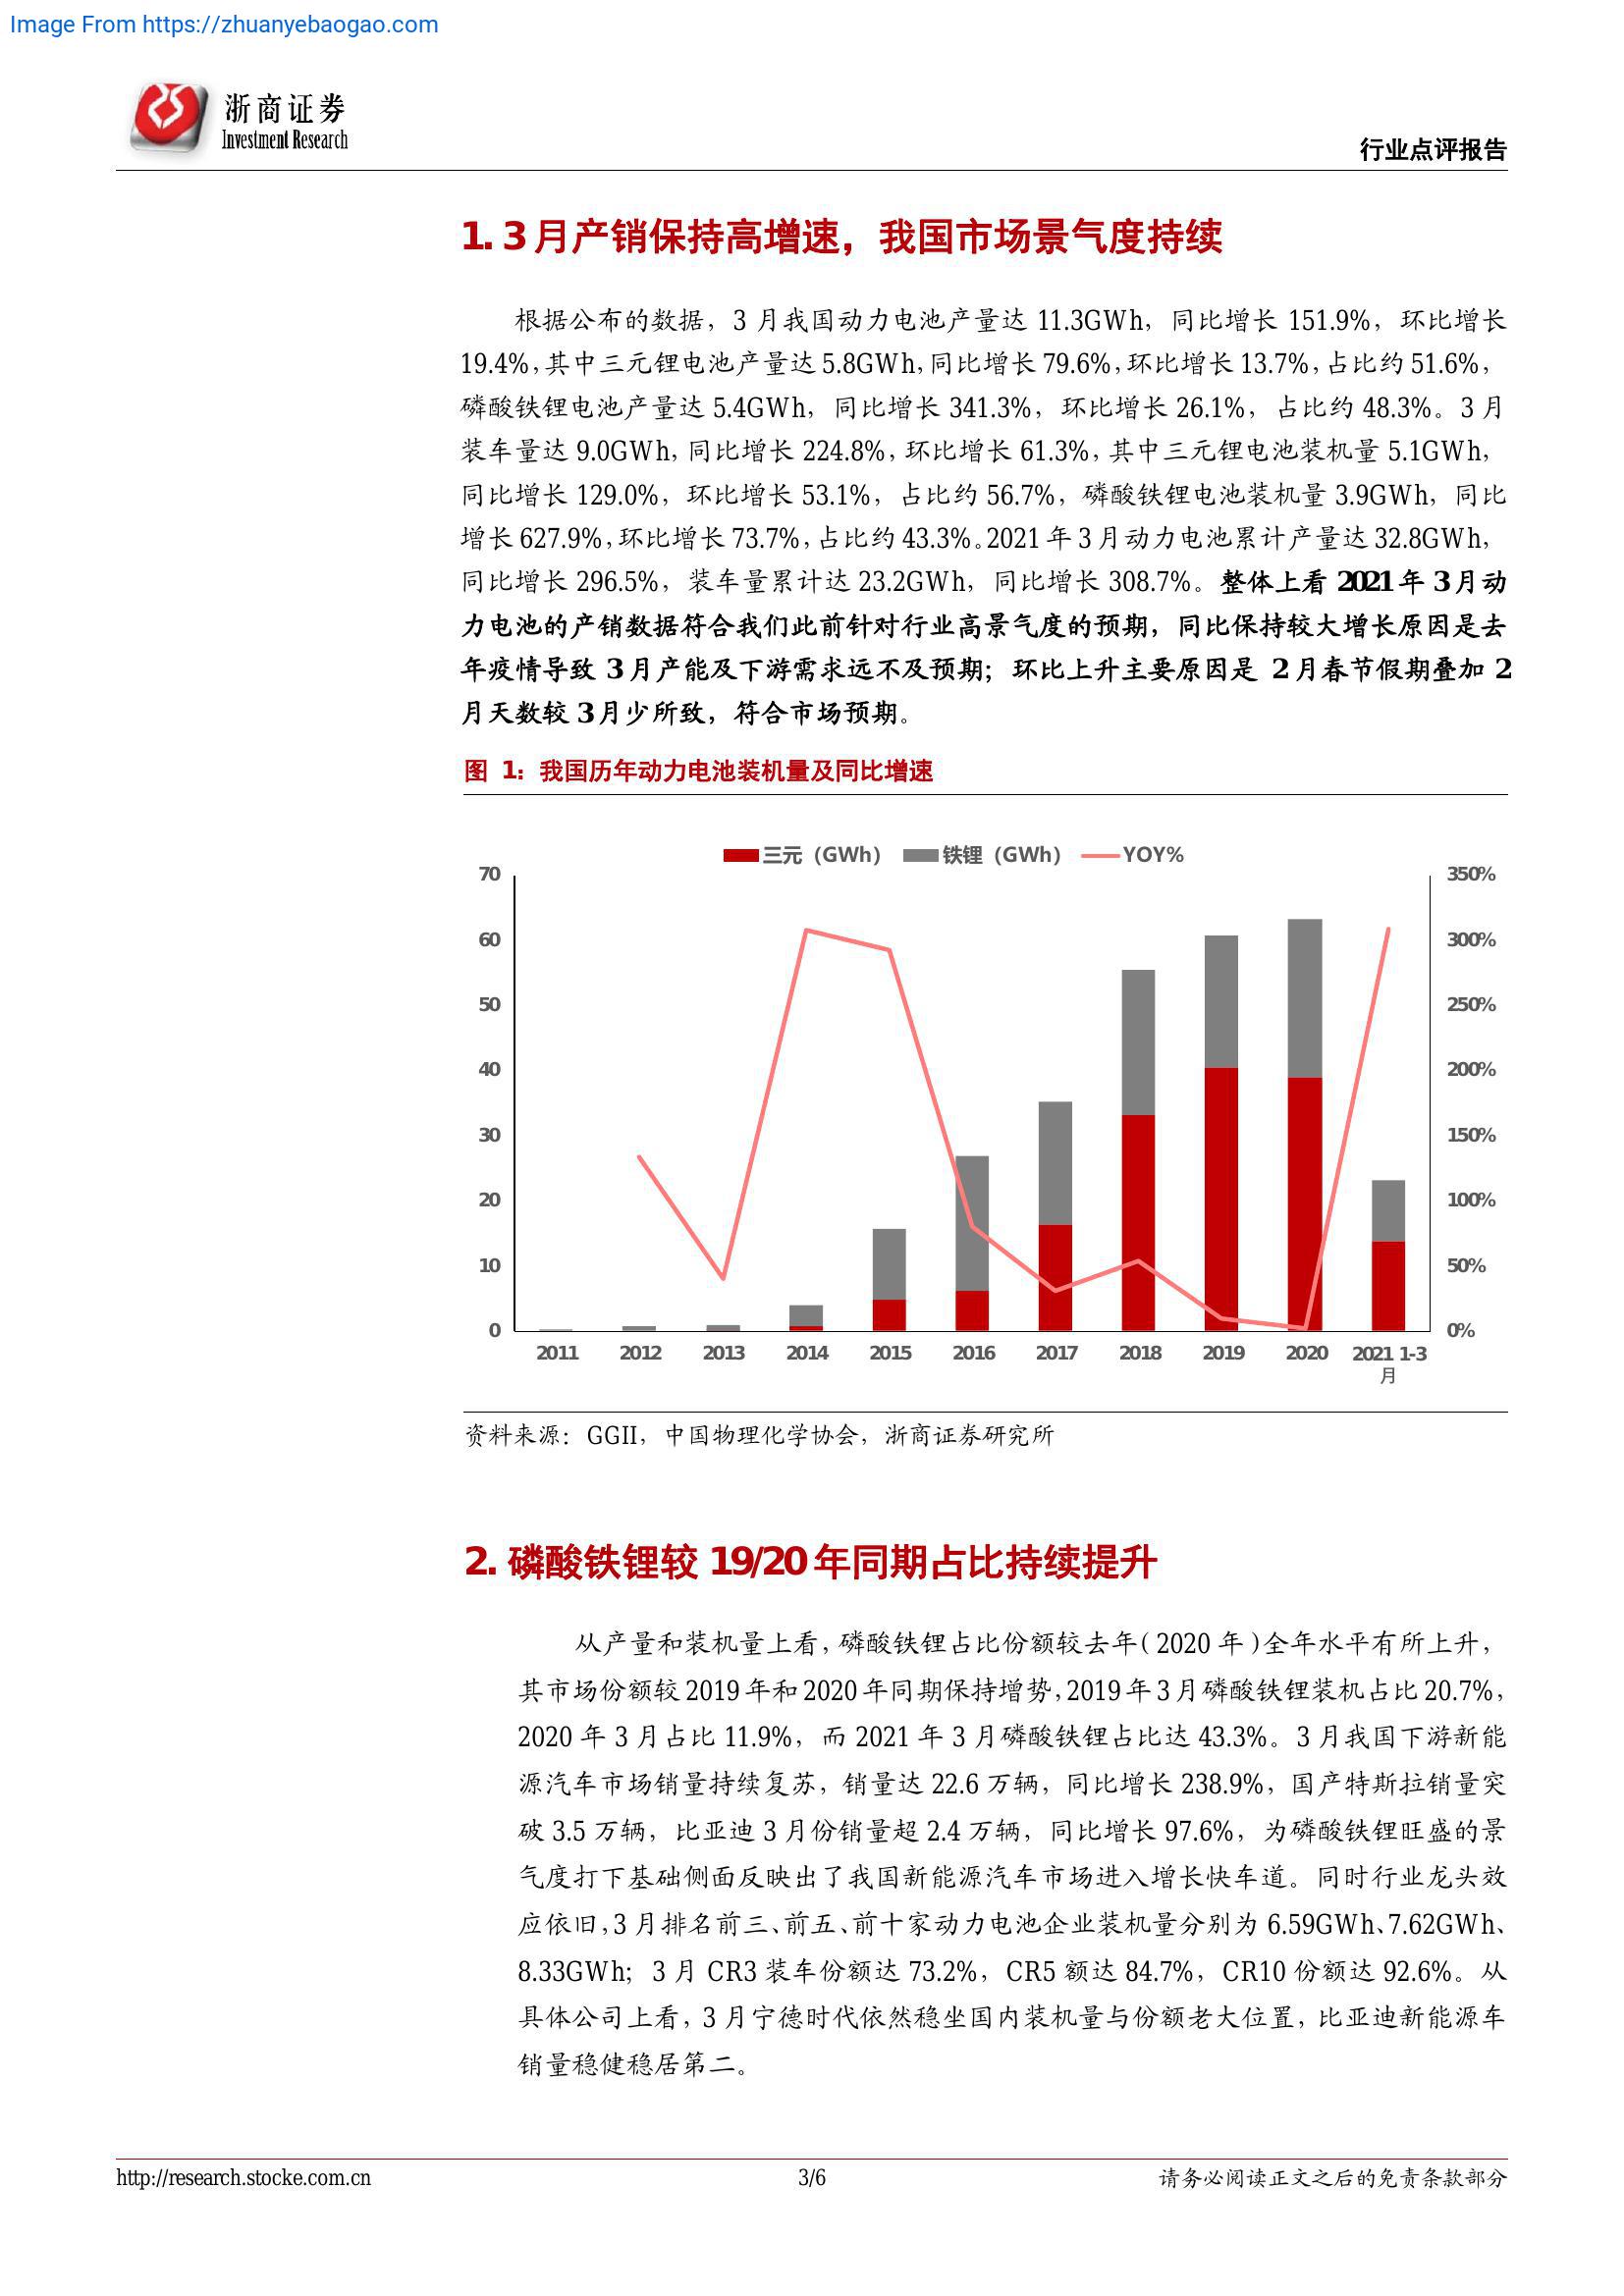 Image From https://zhuanyebaogao.com
浙商证券
Investment Research
行业点评报告
1. 3 月产销保持高增速，我国市场景气度持续
根据公布的数据，3 月我国动力电池产量达 11.3GWh，同比增长 151.9%，环比增长
19.4%，其中三元锂电池产量达 5.8GWh，同比增长 79.6%，环比增长 13.7%，占比约 51.6%，
磷酸铁锂电池产量达 5.4GWh，同比增长 341.3%，环比增长 26.1%，占比约 48.3%。3 月
装车量达 9.0GWh，同比增长 224.8%，环比增长 61.3%，其中三元锂电池装机量 5.1GWh，
同比增长 129.0%，环比增长 53.1%，占比约 56.7%，磷酸铁锂电池装机量 3.9GWh，同比
增长 627.9%，环比增长 73.7%，占比约 43.3%。2021 年 3 月动力电池累计产量达 32.8GWh，
同比增长 296.5%，装车量累计达 23.2GWh，同比增长 308.7%。整体上看 2021 年 3 月动
力电池的产销数据符合我们此前针对行业高景气度的预期，同比保持较大增长原因是去
年疫情导致 3 月产能及下游需求远不及预期；环比上升主要原因是 2 月春节假期叠加 2
月天数较 3 月少所致，符合市场预期。
图 1：我国历年动力电池装机量及同比增速
三元（GWh） 铁锂（GWh） YOY%
70 350%
60 300%
50 250%
40 200%
30 150%
20 100%
10 50%
0 0%
2011 2012 2013 2014 2015 2016 2017 2018 2019 2020 2021 1-3
月
资料来源：GGII，中国物理化学协会，浙商证券研究所
2. 磷酸铁锂较 19/20 年同期占比持续提升
从产量和装机量上看，磷酸铁锂占比份额较去年（2020 年）全年水平有所上升，
其市场份额较 2019 年和 2020 年同期保持增势，2019 年 3 月磷酸铁锂装机占比 20.7%，
2020 年 3 月占比 11.9%，而 2021 年 3 月磷酸铁锂占比达 43.3%。3 月我国下游新能
源汽车市场销量持续复苏，销量达 22.6 万辆，同比增长 238.9%，国产特斯拉销量突
破 3.5 万辆，比亚迪 3 月份销量超 2.4 万辆，同比增长 97.6%，为磷酸铁锂旺盛的景
气度打下基础侧面反映出了我国新能源汽车市场进入增长快车道。同时行业龙头效
应依旧，3 月排名前三、前五、前十家动力电池企业装机量分别为 6.59GWh、7.62GWh、
8.33GWh；3 月 CR3 装车份额达 73.2%，CR5 额达 84.7%，CR10 份额达 92.6%。从
具体公司上看，3 月宁德时代依然稳坐国内装机量与份额老大位置，比亚迪新能源车
销量稳健稳居第二。
http://research.stocke.com.cn 3/6 请务必阅读正文之后的免责条款部分